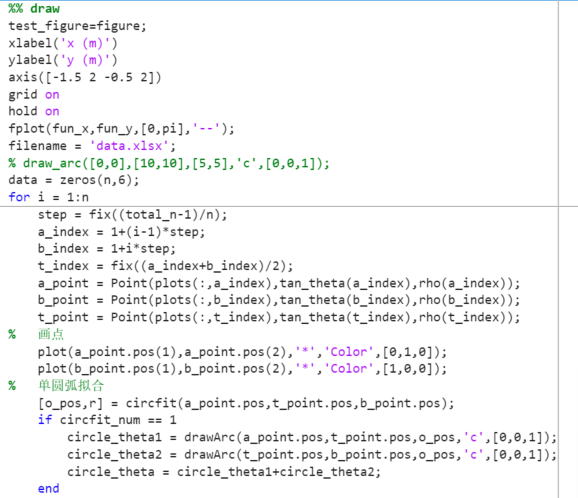 %% draw
test_figure=figure;
xlabel('x (m)')
ylabel('y (m)')
axis([-1.5 2 -0.5 2])
grid on
hold on
fplot(fun_x,fun_y,[0,pi],'--');
filename = 'data.xlsx';
% draw_arc([0,0],[10,10],[5,5],'c',[0,0,1]);
data = zeros(n,6);
for i = 1:n
    step = fix((total_n-1)/n);
    a_index = 1+(i-1)*step;
    b_index = 1+i*step;
    t_index = fix((a_index+b_index)/2);
    a_point = Point(plots(:,a_index),tan_theta(a_index),rho(a_index));
    b_point = Point(plots(:,b_index),tan_theta(b_index),rho(b_index));
    t_point = Point(plots(:,t_index),tan_theta(t_index),rho(t_index));
%   画点
    plot(a_point.pos(1),a_point.pos(2),'*','Color',[0,1,0]);
    plot(b_point.pos(1),b_point.pos(2),'*','Color',[1,0,0]);
%   单圆弧拟合
    [o_pos,r] = circfit(a_point.pos,t_point.pos,b_point.pos);
    if circfit_num == 1
        circle_theta1 = drawArc(a_point.pos,t_point.pos,o_pos,'c',[0,0,1]);
        circle_theta2 = drawArc(t_point.pos,b_point.pos,o_pos,'c',[0,0,1]);
        circle_theta = circle_theta1+circle_theta2;
    end